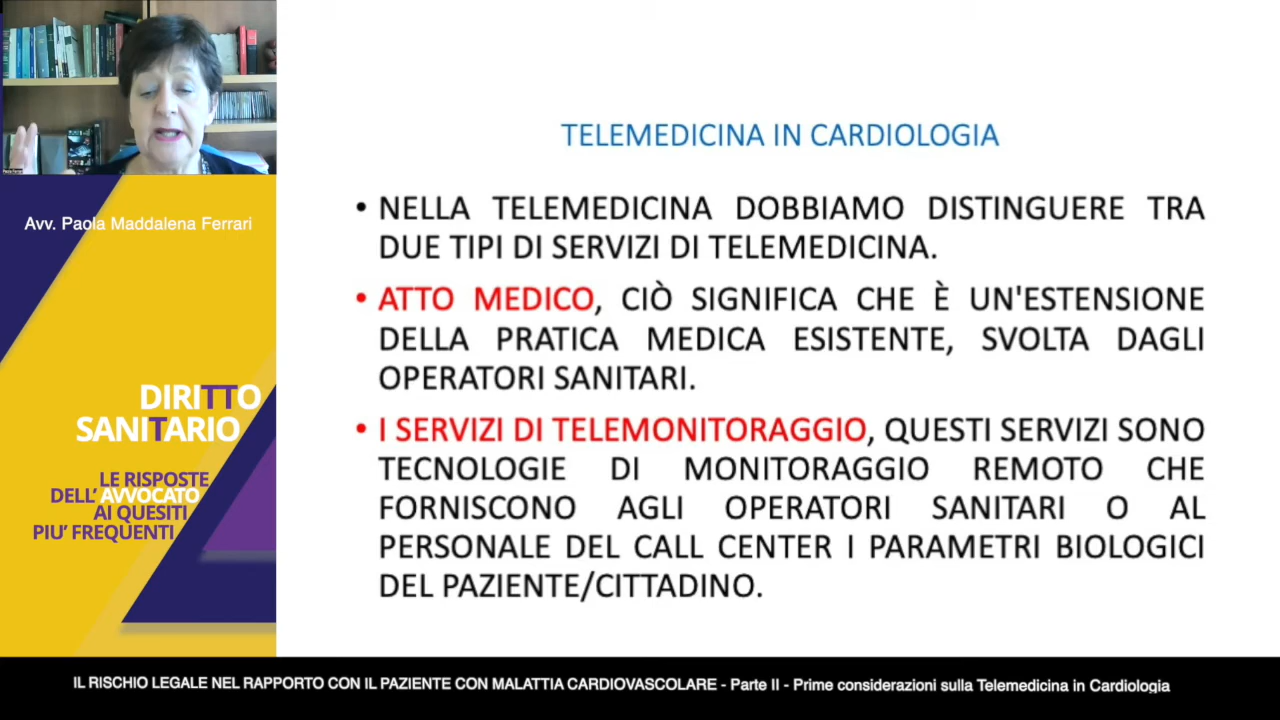 Avv. Paola Maddalena Ferrari
DIRITTO
SANITARIO
LE RISPOSTE
DELL' AVVOCATO
AI QUESITI
PIU' FREQUENTI
TELEMEDICINA IN CARDIOLOGIA
• NELLA TELEMEDICINA DOBBIAMO DISTINGUERE TRA
DUE TIPI DI SERVIZI DI TELEMEDICINA.
• ATTO MEDICO, CIÒ SIGNIFICA CHE È UN'ESTENSIONE
DELLA PRATICA MEDICA ESISTENTE, SVOLTA DAGLI
OPERATORI SANITARI.
• I SERVIZI DI TELEMONITORAGGIO, QUESTI SERVIZI SONO
TECNOLOGIE DI MONITORAGGIO REMOTO CHE
FORNISCONO AGLI OPERATORI SANITARI O AL
PERSONALE DEL CALL CENTER I PARAMETRI BIOLOGICI
DEL PAZIENTE/CITTADINO.
IL RISCHIO LEGALE NEL RAPPORTO CON IL PAZIENTE CON MALATTIA CARDIOVASCOLARE - Parte II - Prime considerazioni sulla Telemedicina in Cardiologia